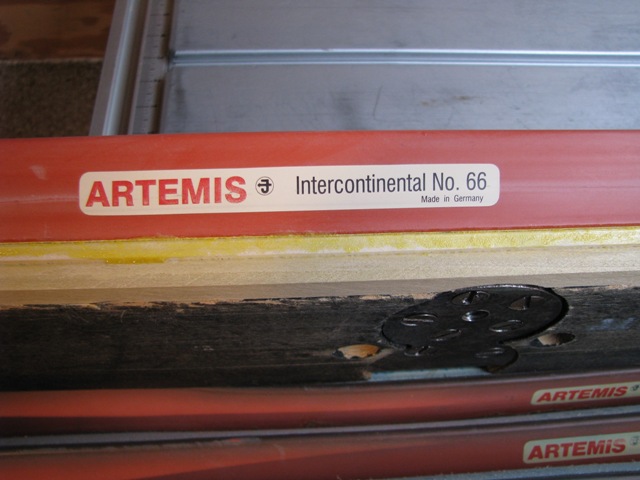 ARTEMIS Intercontinental No. 66
Made in Germany
ARTEMIS
ARTEMIS